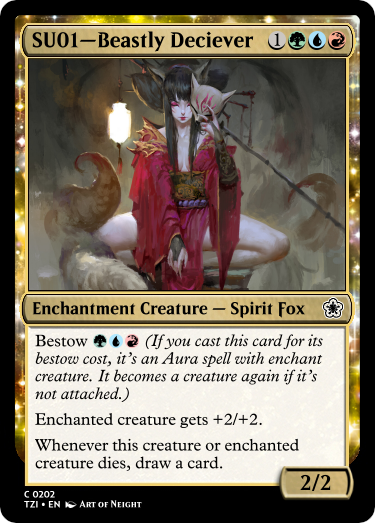 SU01—Beastly Deciever 1
Enchantment Creature — Spirit Fox
Bestow (If you cast this card for its
bestow cost, it's an Aura spell with enchant
creature. It becomes a creature again if it's
not attached.)
Enchanted creature gets +2/+2.
Whenever this creature or enchanted
creature dies, draw a card.
2/2
C 0202
TZI • EN Art of Neight